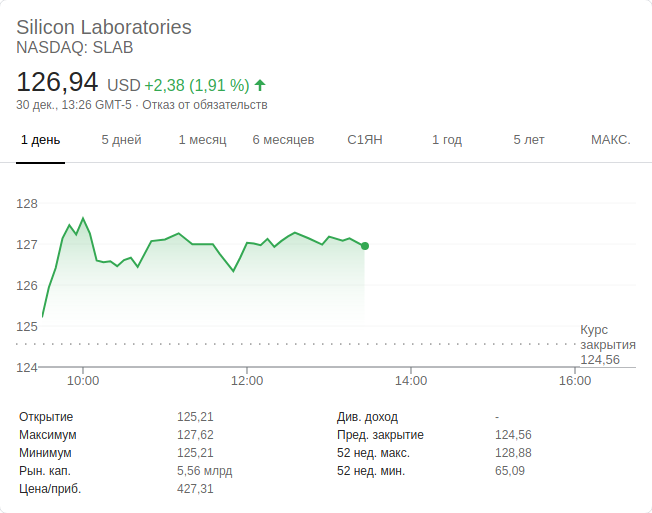 Silicon Laboratories
NASDAQ: SLAB
126,94 USD +2,38 (1,91 %)
30 дек., 13:26 GMT-5 · Отказ от обязательств
1 день 5 дней 1 месяц 6 месяцев С1ЯН 1 год 5 лет МАКС.
128
127
126
125
124
Курс
закрытия
124,56
10:00 12:00 14:00 16:00
Открытие 125,21
Максимум 127,62
Минимум 125,21
Рын. кап. 5,56 млрд
Цена/приб. 427,31
Див. доход -
Пред. закрытие 124,56
52 нед. макс. 128,88
52 нед. мин. 65,09